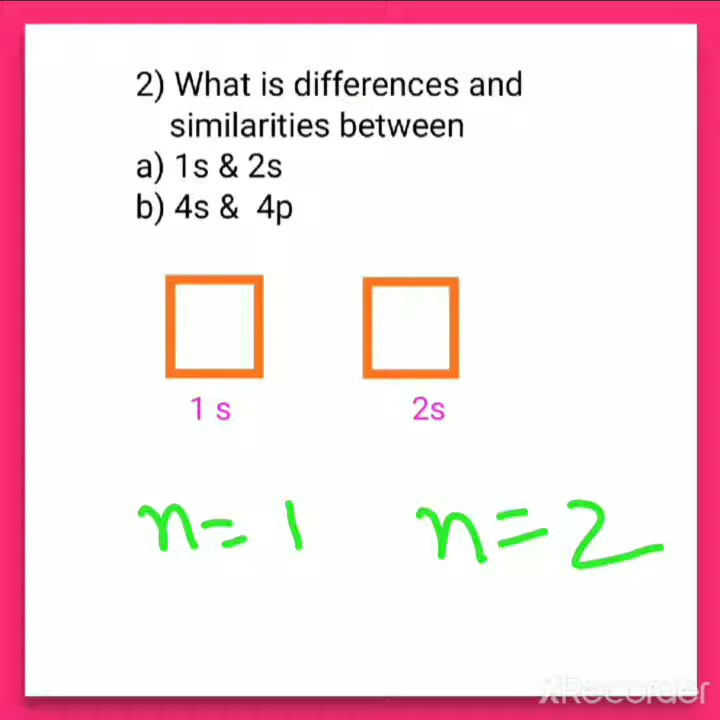 2) What is differences and
similarities between
a) 1s & 2s
b) 4s & 4p
1 s 2s
n=1 n=2
XRecorder